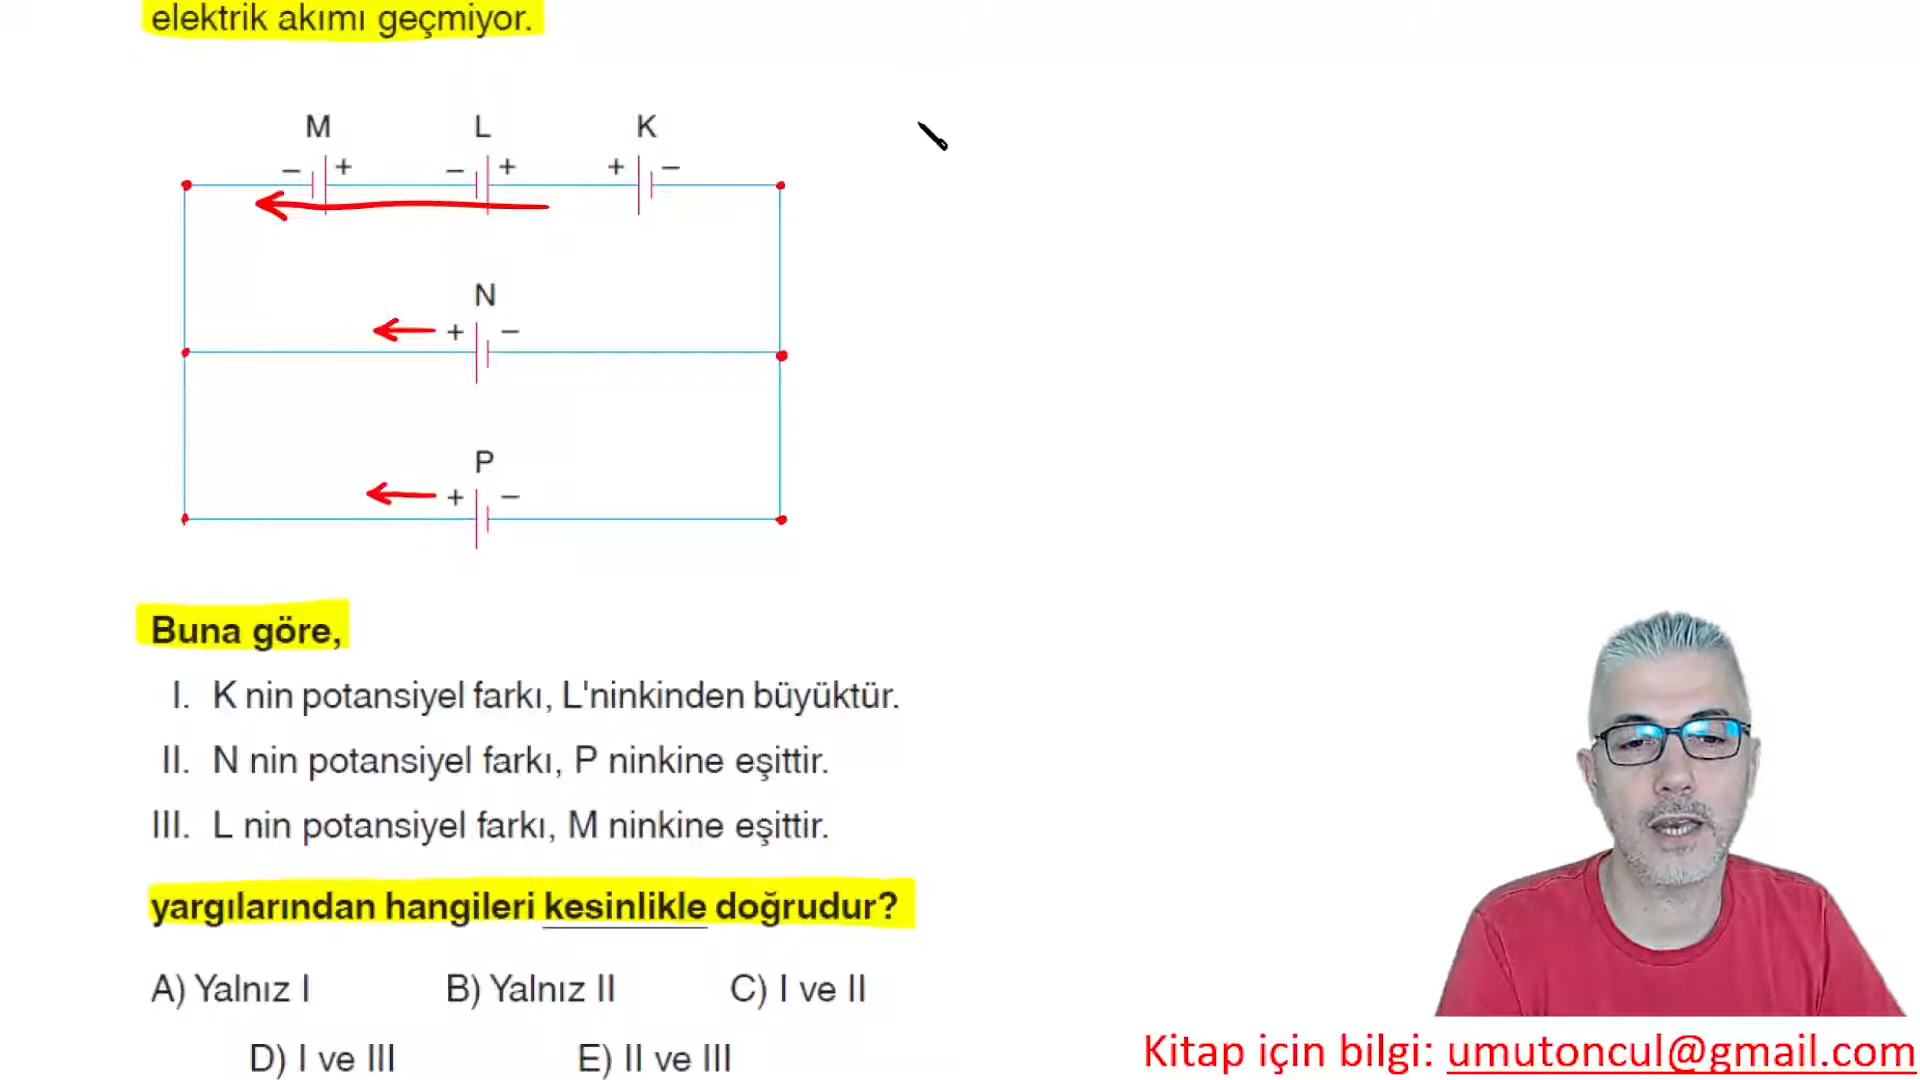 elektrik akımı geçmiyor.
M L K
− + − + + −
N
+ −
P
+ −
Buna göre,
I. K nin potansiyel farkı, L'ninkinden büyüktür.
II. N nin potansiyel farkı, P ninkine eşittir.
III. L nin potansiyel farkı, M ninkine eşittir.
yargılarından hangileri kesinlikle doğrudur?
A) Yalnız I B) Yalnız II C) I ve II
D) I ve III E) II ve III
Kitap için bilgi: umutoncul@gmail.com